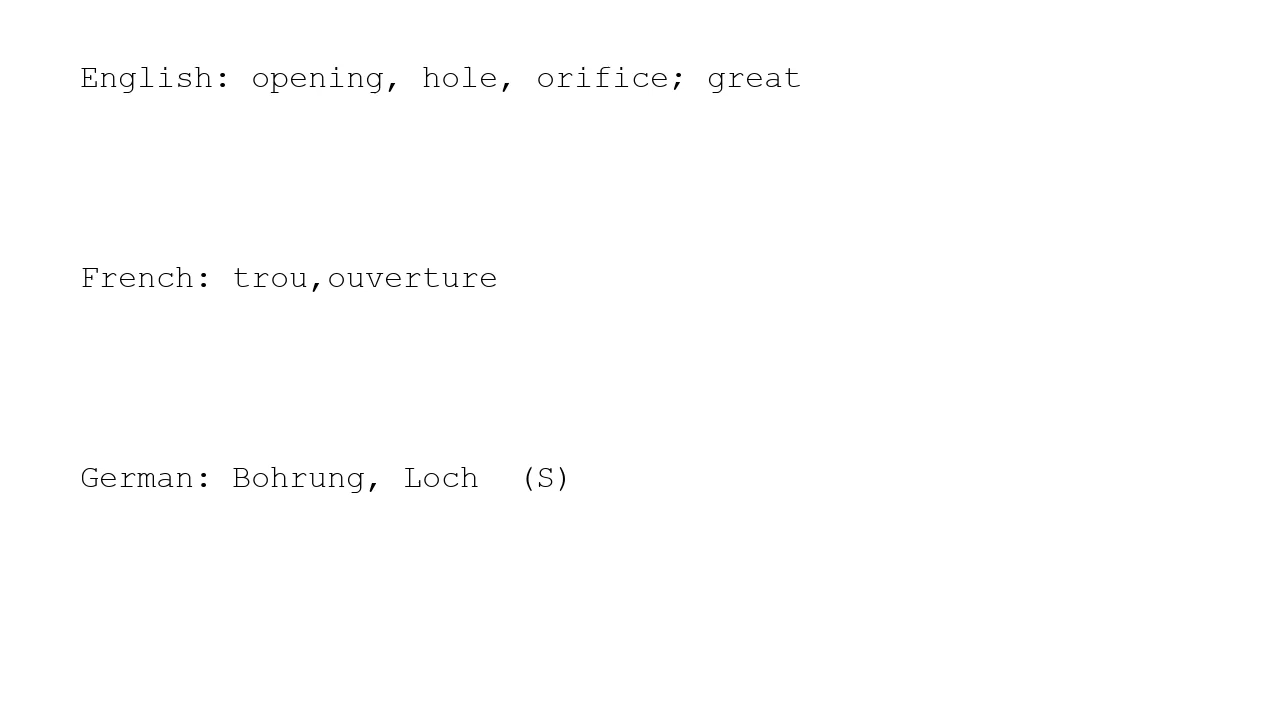 English: opening, hole, orifice; great
French: trou,ouverture
German: Bohrung, Loch  (S)